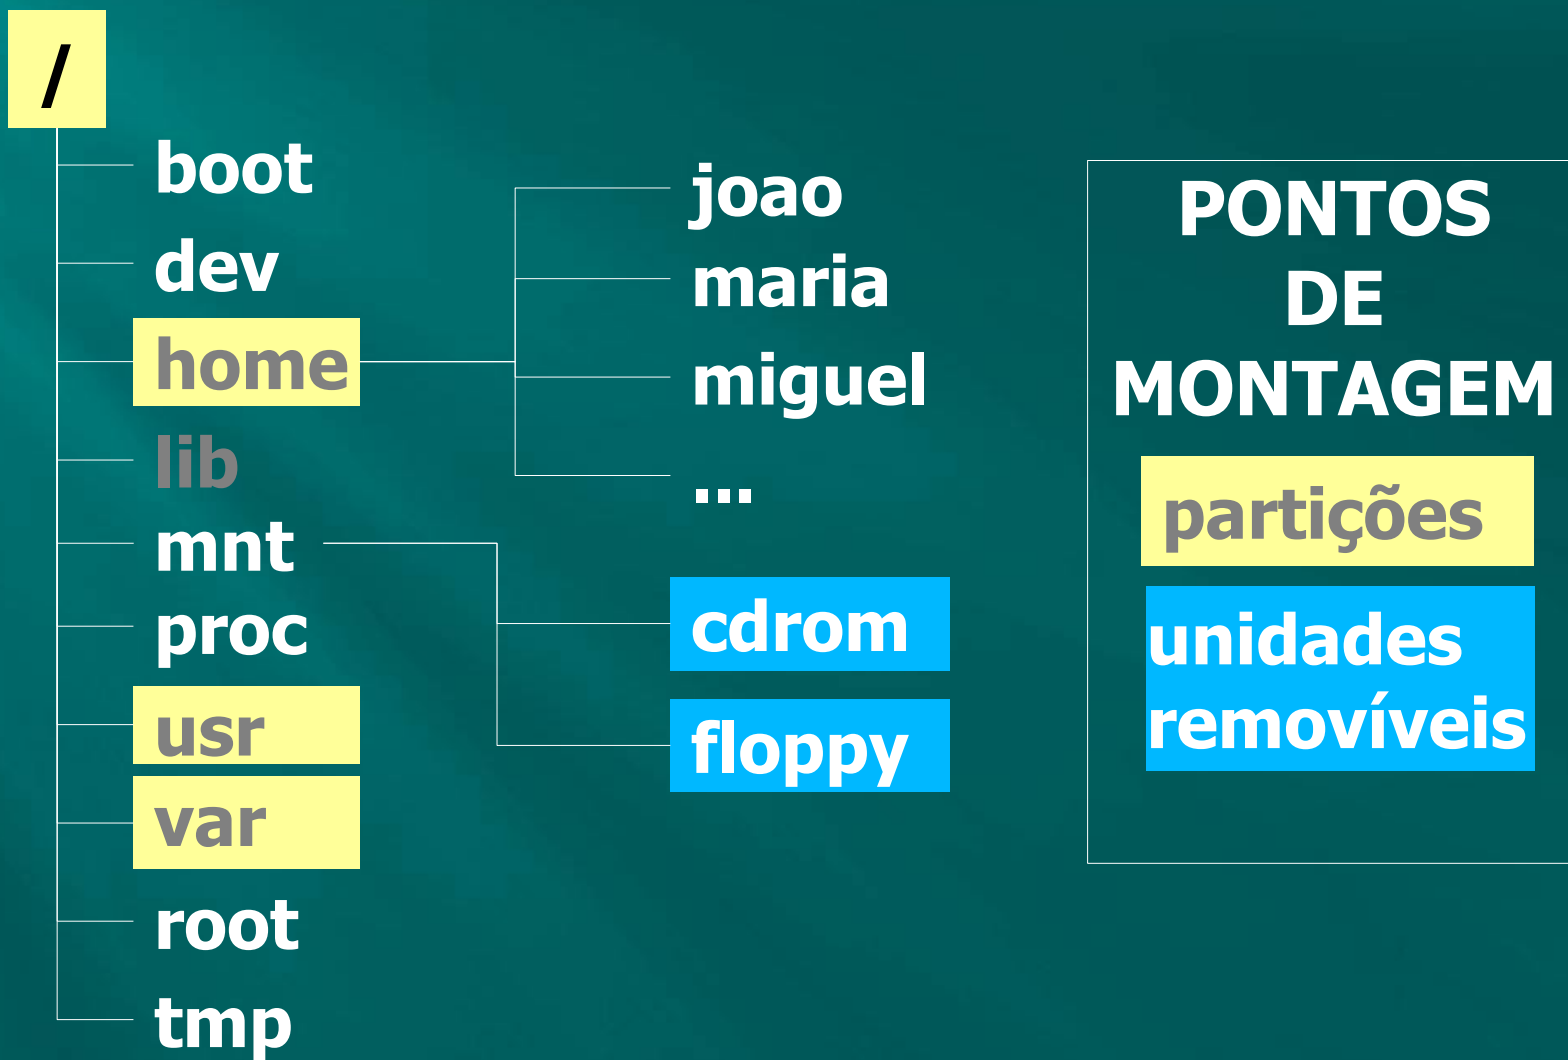 /
boot
dev
home
lib
mnt
proc
usr
var
root
tmp
joao
maria
miguel
...
cdrom
floppy
PONTOS
DE
MONTAGEM
partições
unidades
removíveis